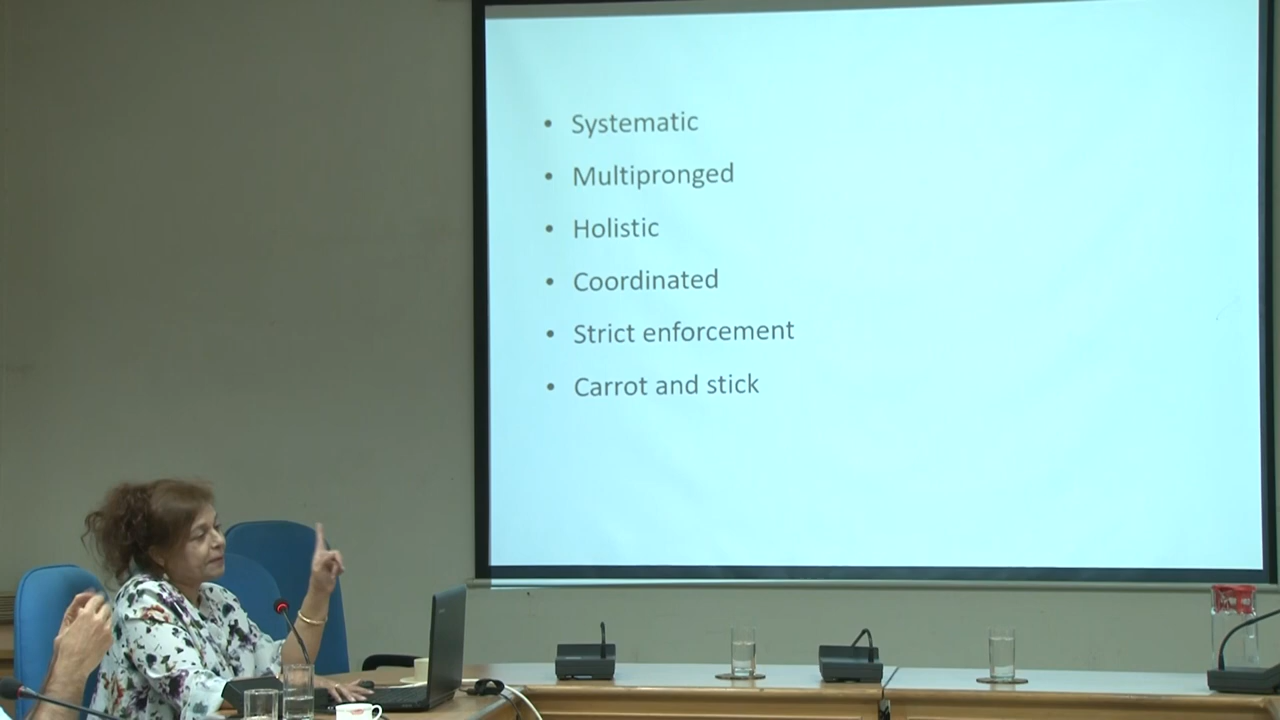 • Systematic
• Multipronged
• Holistic
• Coordinated
• Strict enforcement
• Carrot and stick